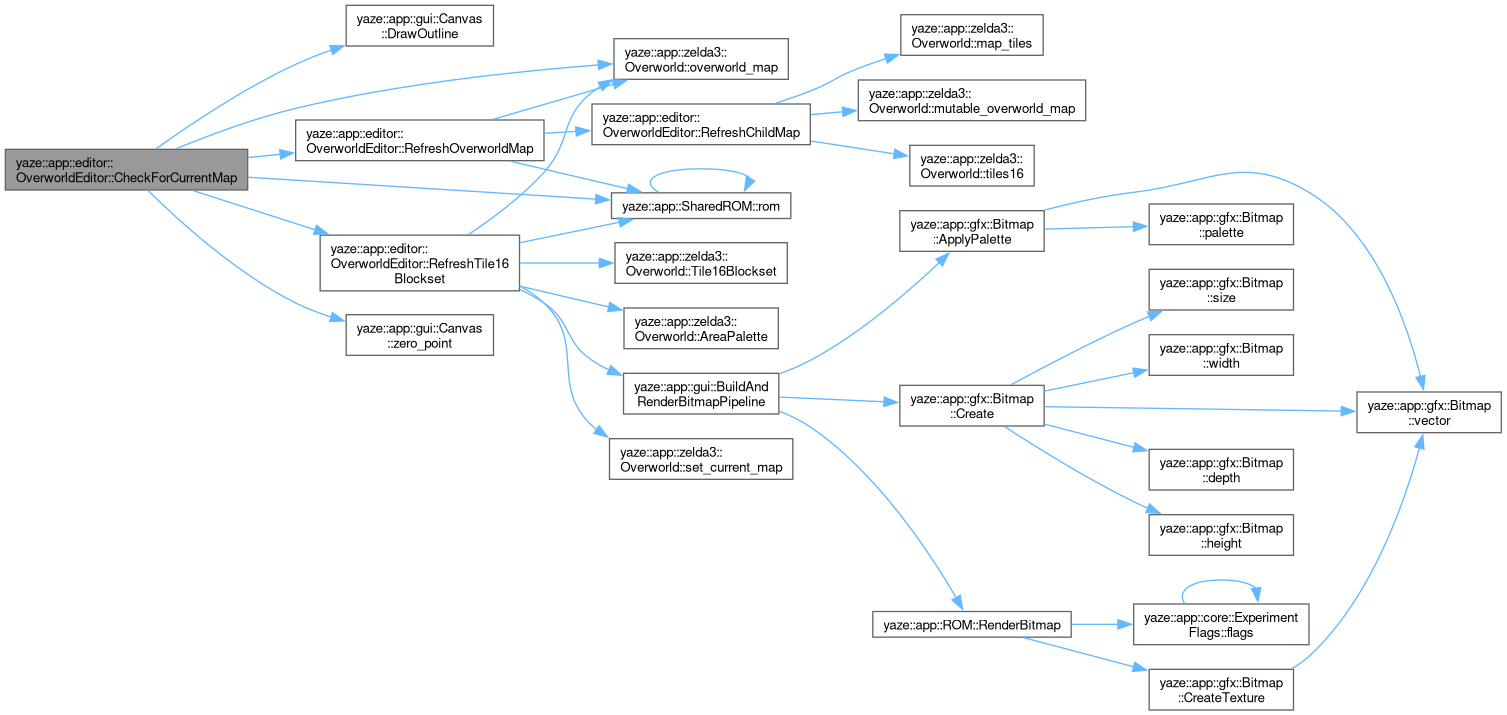 yaze::app::editor::
OverworldEditor::CheckForCurrentMap
yaze::app::gui::Canvas
::DrawOutline
yaze::app::zelda3::
Overworld::overworld_map
yaze::app::editor::
OverworldEditor::RefreshOverworldMap
yaze::app::editor::
OverworldEditor::RefreshChildMap
yaze::app::zelda3::
Overworld::map_tiles
yaze::app::zelda3::
Overworld::mutable_overworld_map
yaze::app::zelda3::
Overworld::tiles16
yaze::app::SharedROM::rom
yaze::app::editor::
OverworldEditor::RefreshTile16
Blockset
yaze::app::zelda3::
Overworld::Tile16Blockset
yaze::app::zelda3::
Overworld::AreaPalette
yaze::app::gui::BuildAnd
RenderBitmapPipeline
yaze::app::zelda3::
Overworld::set_current_map
yaze::app::gui::Canvas
::zero_point
yaze::app::gfx::Bitmap
::ApplyPalette
yaze::app::gfx::Bitmap
::palette
yaze::app::gfx::Bitmap
::size
yaze::app::gfx::Bitmap
::width
yaze::app::gfx::Bitmap
::Create
yaze::app::gfx::Bitmap
::vector
yaze::app::gfx::Bitmap
::depth
yaze::app::gfx::Bitmap
::height
yaze::app::ROM::RenderBitmap
yaze::app::core::Experiment
Flags::flags
yaze::app::gfx::Bitmap
::CreateTexture